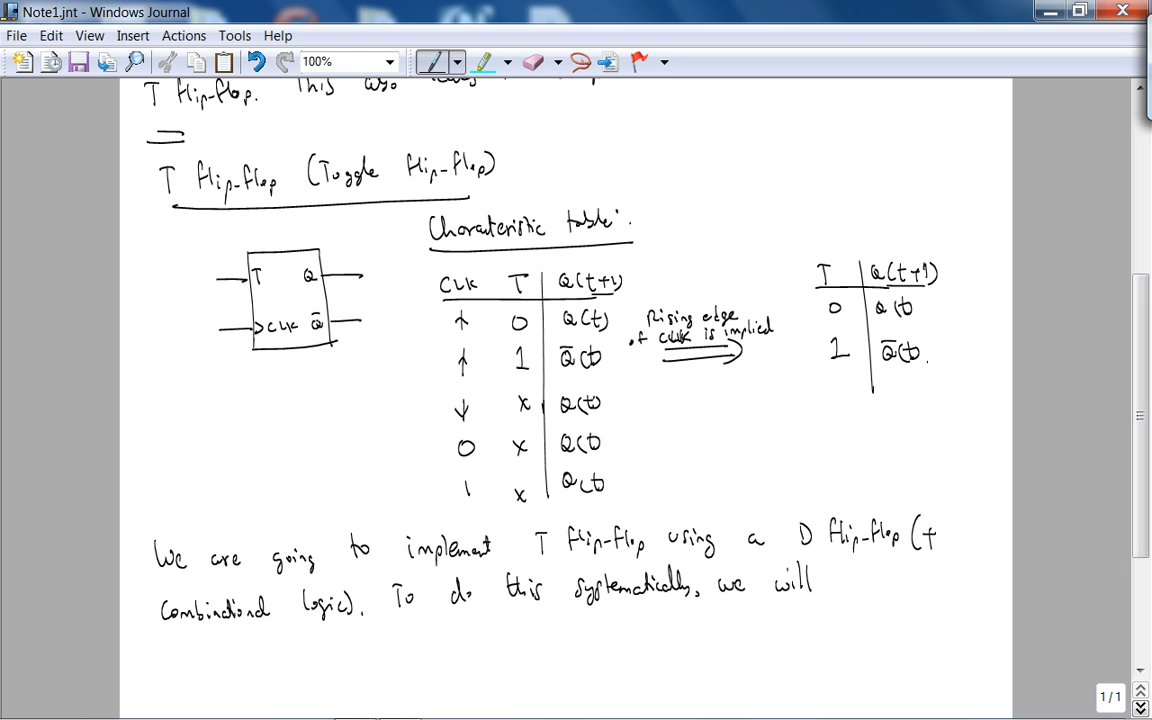 Note1.jnt - Windows Journal
File Edit View Insert Actions Tools Help
100%
T flip-flop. This also
T flip-flop (Toggle flip-flop)
Charateristic table:
T Q
CLK Q̅
CLK T Q(t+1)
↑ 0 Q(t)
↑ 1 Q̅(t)
↓ x Q(t)
0 x Q(t)
1 x Q(t)
Rising edge
of CLK is implied
T Q(t+1)
0 Q(t)
1 Q̅(t).
We are going to implement T flip-flop using a D flip-flop (+
Combinational logic). To do this systematically, we will
1 / 1